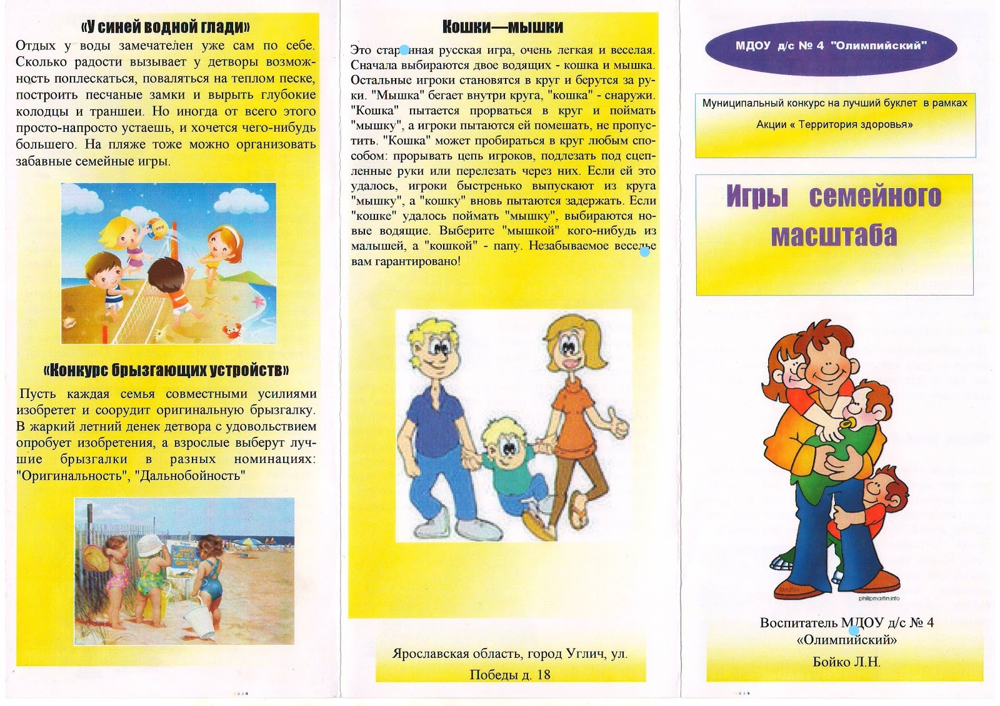 «У синей водной глади»
Отдых у воды замечателен уже сам по себе.
Сколько радости вызывает у детворы возмож-
ность поплескаться, поваляться на теплом песке,
построить песчаные замки и вырыть глубокие
колодцы и траншеи. Но иногда от всего этого
просто-напросто устаешь, и хочется чего-нибудь
большего. На пляже тоже можно организовать
забавные семейные игры.
«Конкурс брызгающих устройств»
Пусть каждая семья совместными усилиями
изобретет и соорудит оригинальную брызгалку.
В жаркий летний денек детвора с удовольствием
опробует изобретения, а взрослые выберут луч-
шие брызгалки в разных номинациях:
"Оригинальность", "Дальнобойность"
Кошки—мышки
Это старинная русская игра, очень легкая и веселая.
Сначала выбираются двое водящих - кошка и мышка.
Остальные игроки становятся в круг и берутся за ру-
ки. "Мышка" бегает внутри круга, "кошка" - снаружи.
"Кошка" пытается прорваться в круг и поймать
"мышку", а игроки пытаются ей помешать, не пропус-
тить. "Кошка" может пробираться в круг любым спо-
собом: прорывать цепь игроков, подлезать под сцеп-
ленные руки или перелезать через них. Если ей это
удалось, игроки быстренько выпускают из круга
"мышку", а "кошку" вновь пытаются задержать. Если
"кошке" удалось поймать "мышку", выбираются но-
вые водящие. Выберите "мышкой" кого-нибудь из
малышей, а "кошкой" - папу. Незабываемое веселье
вам гарантировано!
Ярославская область, город Углич, ул.
Победы д. 18
МДОУ д/с № 4 "Олимпийский"
Муниципальный конкурс на лучший буклет в рамках
Акции « Территория здоровья»
Игры семейного
масштаба
MARTIN
philipmartin.info
Воспитатель МДОУ д/с № 4
«Олимпийский»
Бойко Л.Н.